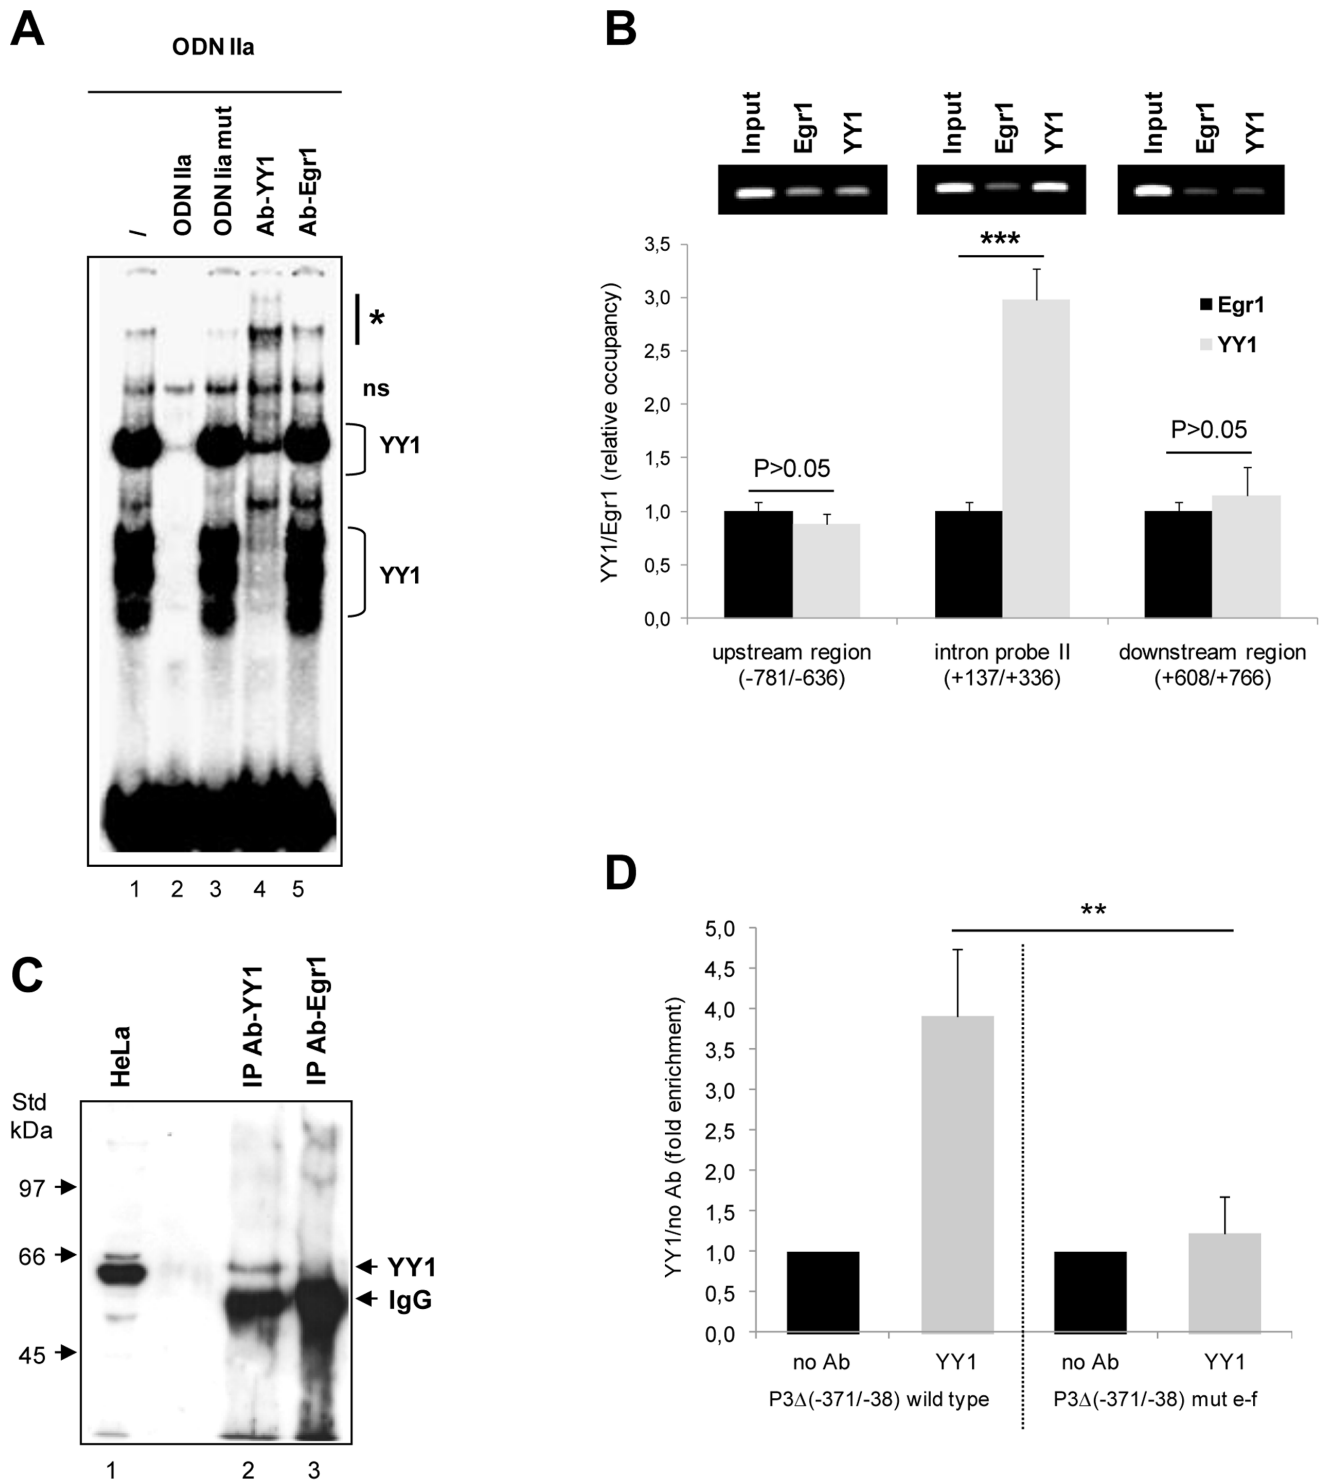 A
ODN IIa
/
ODN IIa
ODN Iia mut
Ab-YY1
Ab-Egr1
*
ns
YY1
YY1
1 2 3 4 5
B
Input Egr1 YY1 Input Egr1 YY1 Input Egr1 YY1
YY1/Egr1 (relative occupancy)
3,5
3,0
2,5
2,0
1,5
1,0
0,5
0,0
P>0.05
***
P>0.05
Egr1
YY1
upstream region intron probe II downstream region
(-781/-636) (+137/+336) (+608/+766)
C
HeLa
IP Ab-YY1
IP Ab-Egr1
Std
kDa
97
66
45
YY1
IgG
1 2 3
D
YY1/no Ab (fold enrichment)
5,0
4,5
4,0
3,5
3,0
2,5
2,0
1,5
1,0
0,5
0,0
**
no Ab YY1 no Ab YY1
P3Δ(-371/-38) wild type P3Δ(-371/-38) mut e-f